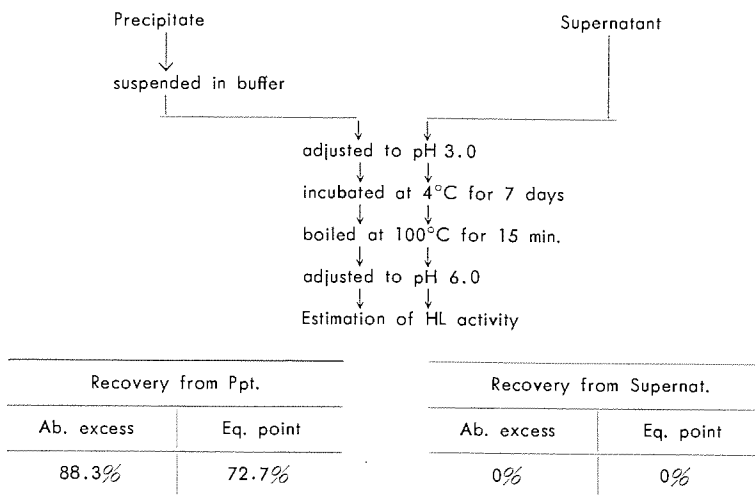 Precipitate
Supernatant
suspended in buffer
adjusted to pH 3.0
incubated at 4°C for 7 days
boiled at 100°C for 15 min.
adjusted to pH 6.0
Estimation of HL activity
Recovery from Ppt.
Ab. excess Eq. point
88.3% 72.7%
Recovery from Supernat.
Ab. excess Eq. point
0% 0%